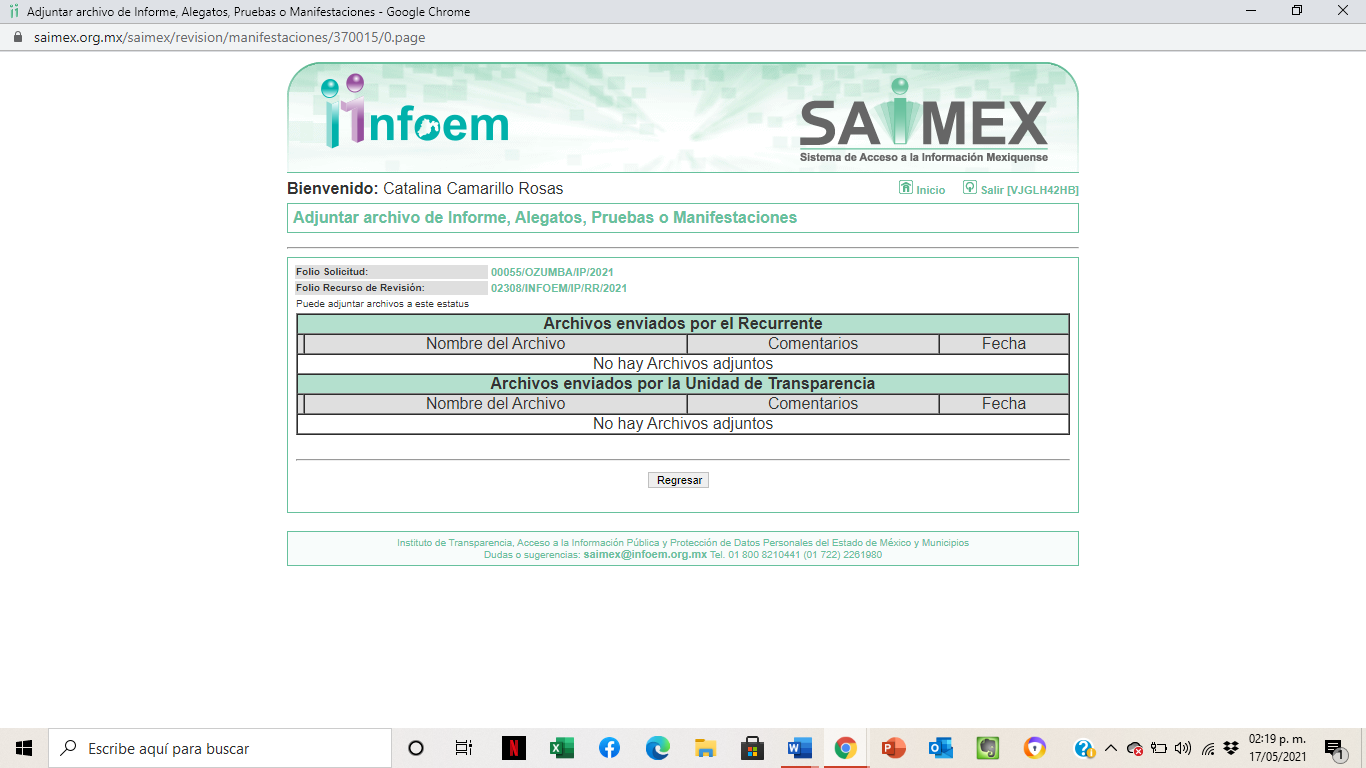 Adjuntar archivo de Informe, Alegatos, Pruebas o Manifestaciones - Google Chrome
saimex.org.mx/saimex/revision/manifestaciones/370015/0.page
infoem
SAIMEX
Sistema de Acceso a la Información Mexiquense
Bienvenido: Catalina Camarillo Rosas
Inicio Salir [VJGLH42HB]
Adjuntar archivo de Informe, Alegatos, Pruebas o Manifestaciones
Folio Solicitud: 00055/OZUMBA/IP/2021
Folio Recurso de Revisión: 02308/INFOEM/IP/RR/2021
Puede adjuntar archivos a este estatus
Archivos enviados por el Recurrente
Nombre del Archivo Comentarios Fecha
No hay Archivos adjuntos
Archivos enviados por la Unidad de Transparencia
Nombre del Archivo Comentarios Fecha
No hay Archivos adjuntos
Regresar
Instituto de Transparencia, Acceso a la Información Pública y Protección de Datos Personales del Estado de México y Municipios
Dudas o sugerencias: saimex@infoem.org.mx Tel. 01 800 8210441 (01 722) 2261980
Escribe aquí para buscar
02:19 p. m.
17/05/2021
1